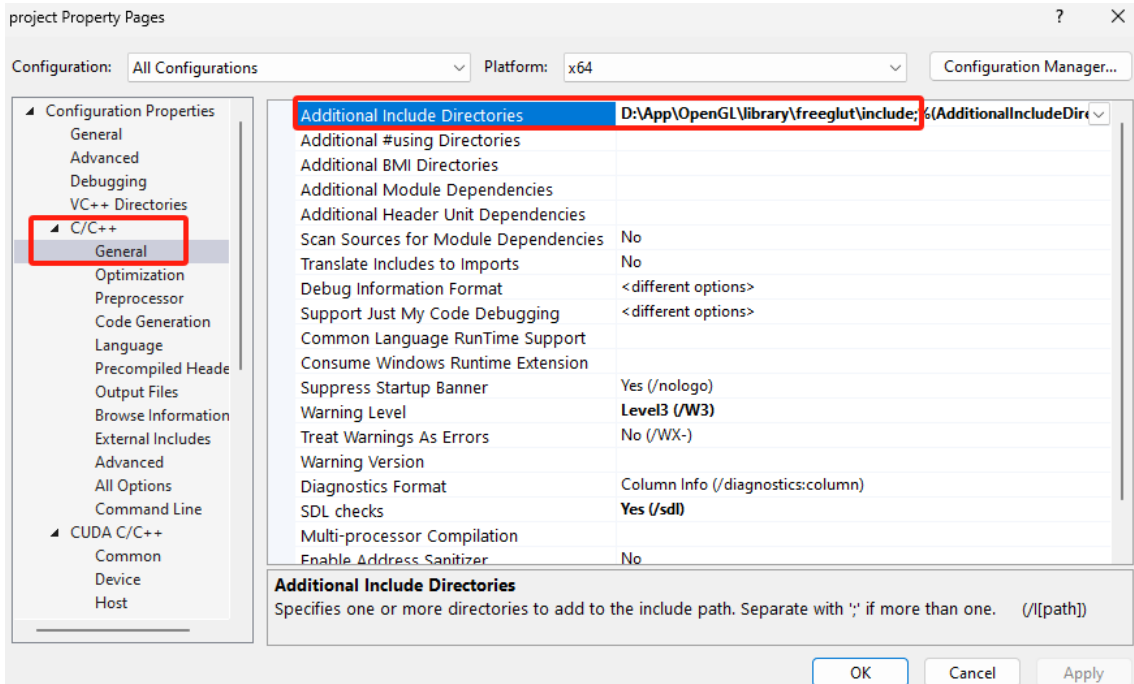 project Property Pages
?
Configuration: All Configurations Platform: x64 Configuration Manager...
Configuration Properties
General
Advanced
Debugging
VC++ Directories
C/C++
General
Optimization
Preprocessor
Code Generation
Language
Precompiled Heade
Output Files
Browse Information
External Includes
Advanced
All Options
Command Line
CUDA C/C++
Common
Device
Host
Additional Include Directories D:\App\OpenGL\library\freeglut\include;%(AdditionalIncludeDire
Additional #using Directories
Additional BMI Directories
Additional Module Dependencies
Additional Header Unit Dependencies
Scan Sources for Module Dependencies No
Translate Includes to Imports No
Debug Information Format <different options>
Support Just My Code Debugging <different options>
Common Language RunTime Support
Consume Windows Runtime Extension
Suppress Startup Banner Yes (/nologo)
Warning Level Level3 (/W3)
Treat Warnings As Errors No (/WX-)
Warning Version
Diagnostics Format Column Info (/diagnostics:column)
SDL checks Yes (/sdl)
Multi-processor Compilation
Enable Address Sanitizer No
Additional Include Directories
Specifies one or more directories to add to the include path. Separate with ';' if more than one. (/I[path])
OK Cancel Apply